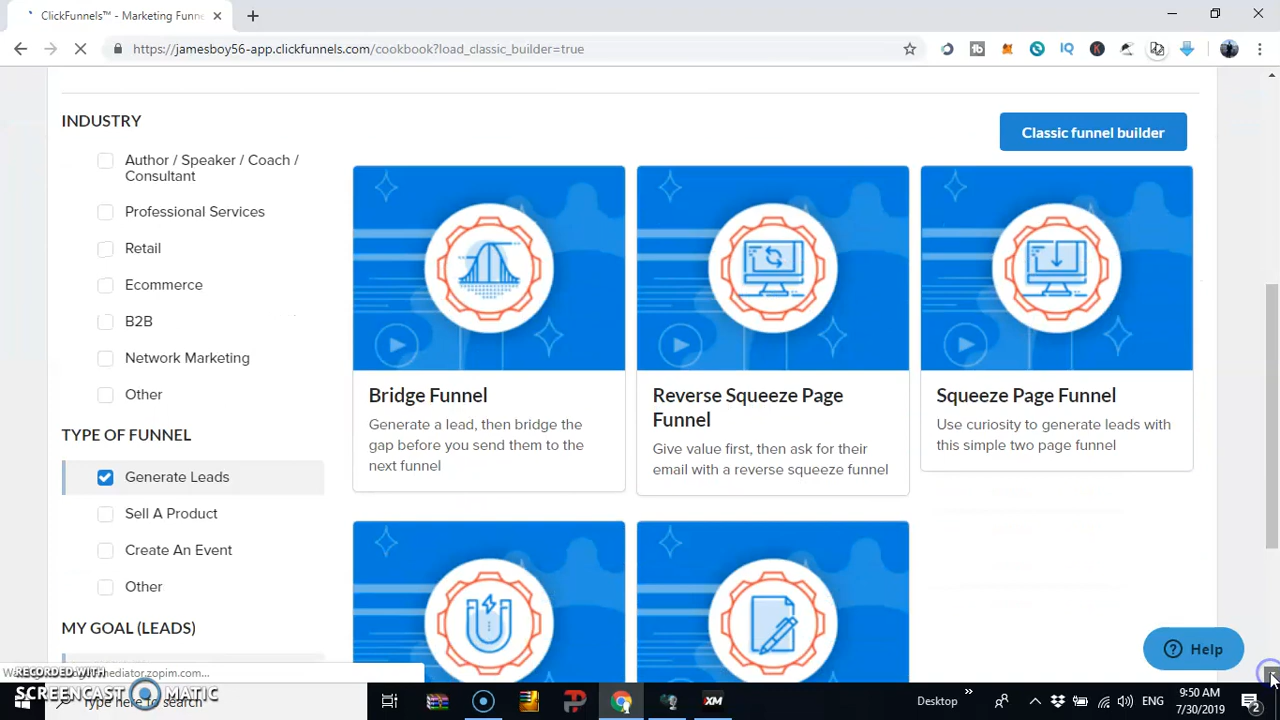 ClickFunnels™ - Marketing Funne
https://jamesboy56-app.clickfunnels.com/cookbook?load_classic_builder=true
INDUSTRY
Classic funnel builder
Author / Speaker / Coach /
Consultant
Professional Services
Retail
Ecommerce
B2B
Network Marketing
Other
TYPE OF FUNNEL
Generate Leads
Sell A Product
Create An Event
Other
MY GOAL (LEADS)
Bridge Funnel
Generate a lead, then bridge the
gap before you send them to the
next funnel
Reverse Squeeze Page
Funnel
Give value first, then ask for their
email with a reverse squeeze funnel
Squeeze Page Funnel
Use curiosity to generate leads with
this simple two page funnel
Help
mediator.zopim.com...
RECORDED WITH
SCREENCAST MATIC
Type here to search
Desktop
ENG
9:50 AM
7/30/2019
2